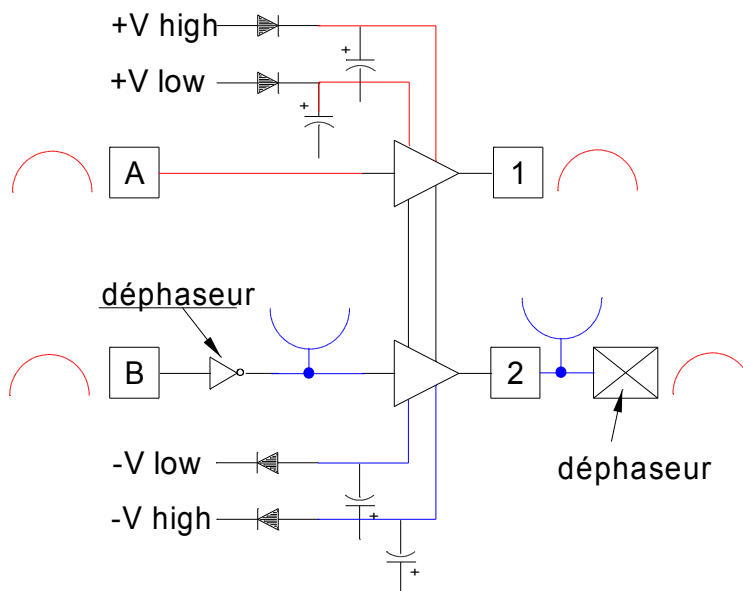 +V high
+V low
+
+
A
1
déphaseur
B
2
déphaseur
-V low
-V high
+
+